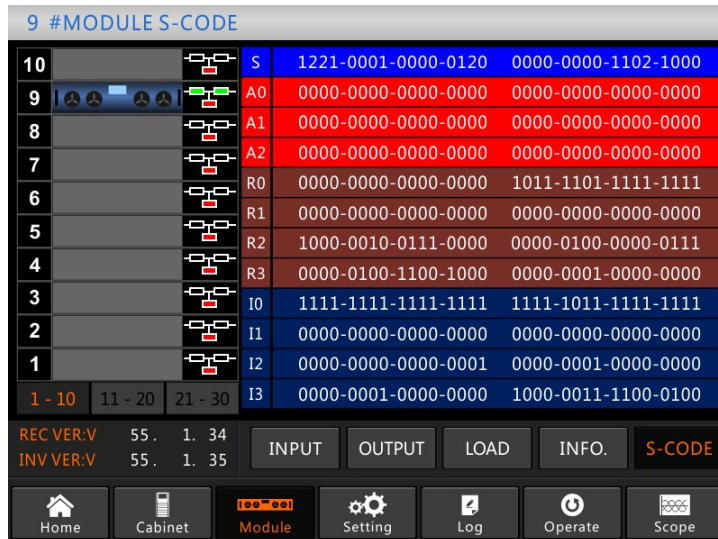 9 #MODULE S-CODE
10
9
8
7
6
5
4
3
2
1
S 1221-0001-0000-0120 0000-0000-1102-1000
A0 0000-0000-0000-0000 0000-0000-0000-0000
A1 0000-0000-0000-0000 0000-0000-0000-0000
A2 0000-0000-0000-0000 0000-0000-0000-0000
R0 0000-0000-0000-0000 1011-1101-1111-1111
R1 0000-0000-0000-0000 0000-0000-0000-0000
R2 1000-0010-0111-0000 0000-0100-0000-0111
R3 0000-0100-1100-1000 0000-0001-0000-0000
I0 1111-1111-1111-1111 1111-1011-1111-1111
I1 0000-0000-0000-0000 0000-0000-0000-0000
I2 0000-0000-0000-0001 0000-0001-0000-0000
I3 0000-0001-0000-0000 1000-0011-1100-0100
1 - 10 11 - 20 21 - 30
REC VER:V 55. 1. 34
INV VER:V 55. 1. 35
INPUT OUTPUT LOAD INFO. S-CODE
Home Cabinet Module Setting Log Operate Scope